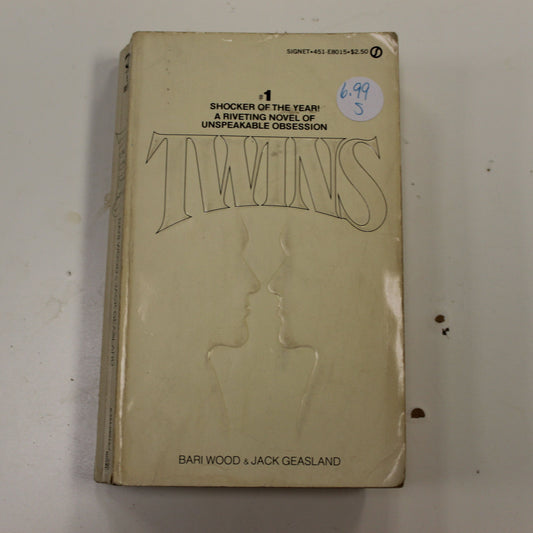 SIGNET•451-E8015•$2.50
6.99
S
#1
SHOCKER OF THE YEAR!
A RIVETING NOVEL OF
UNSPEAKABLE OBSESSION
TWINS
BARI WOOD & JACK GEASLAND